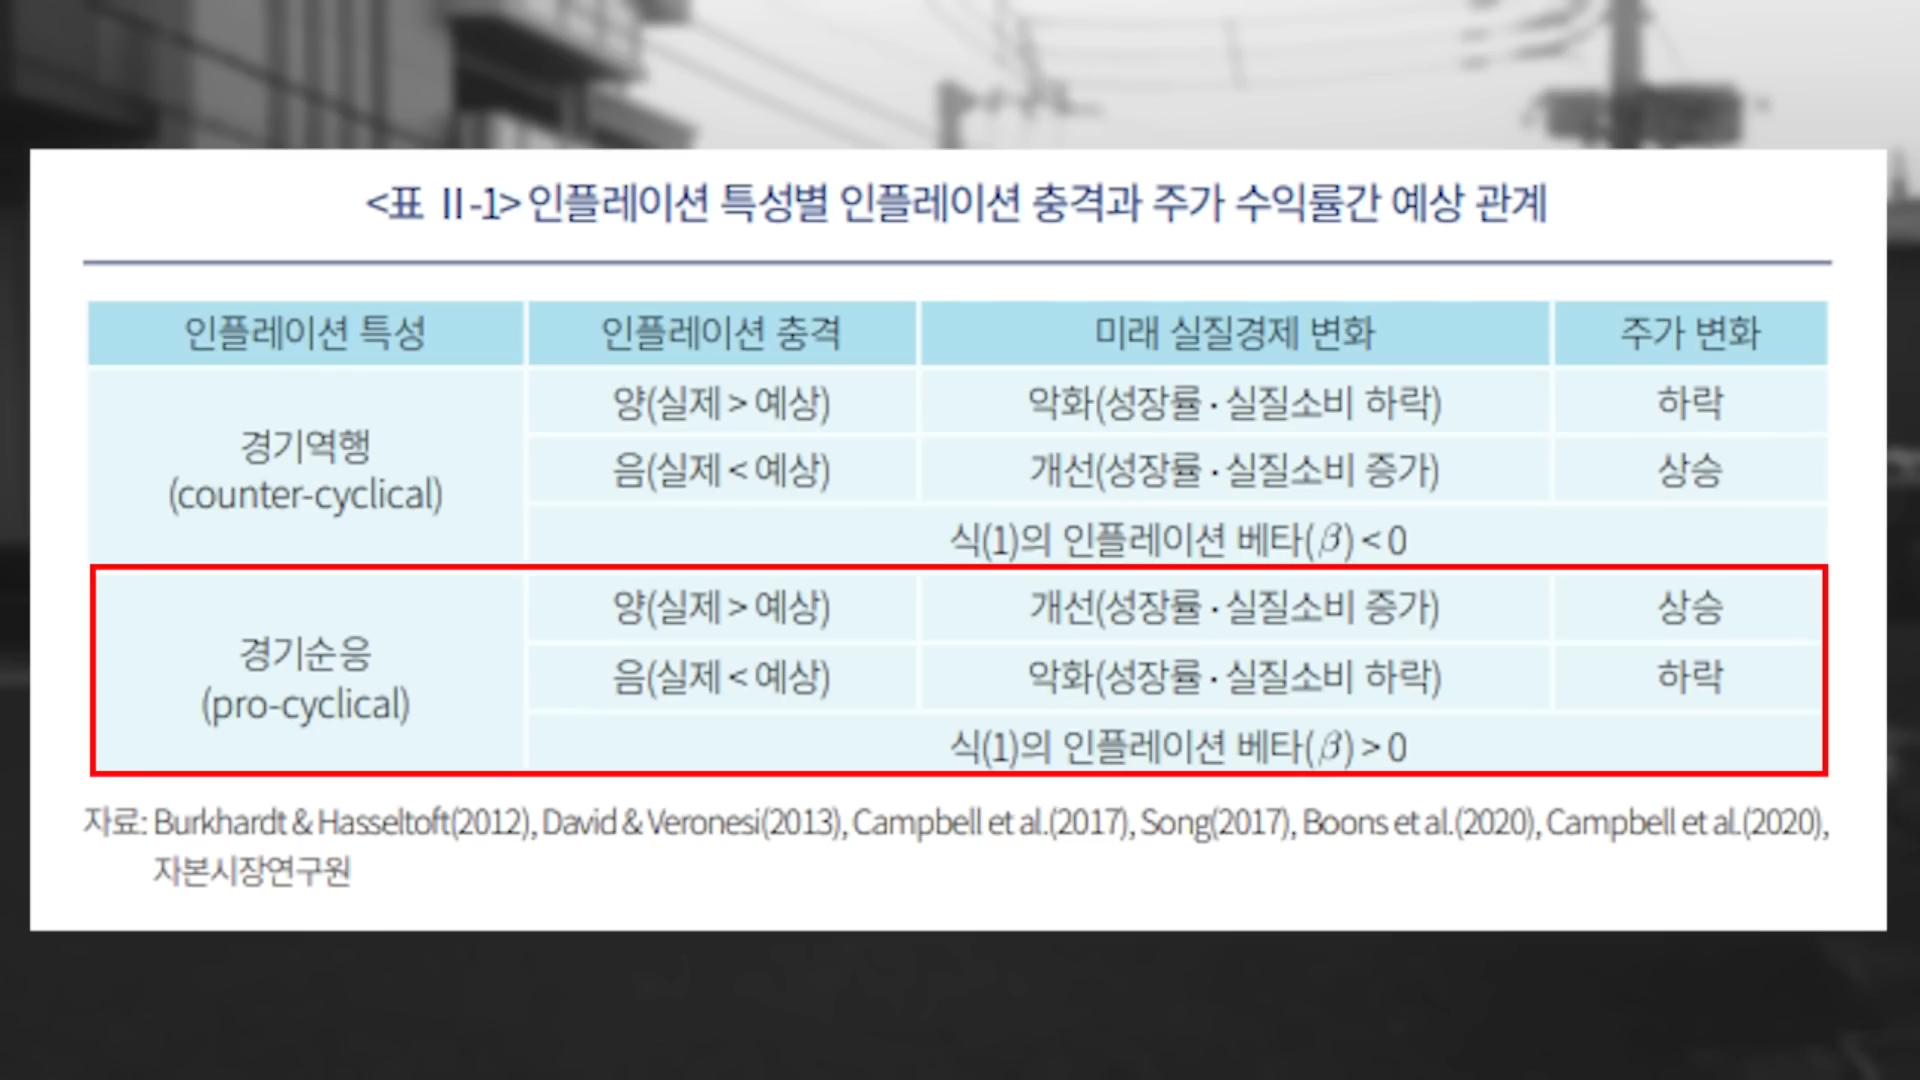 <표 Ⅱ-1> 인플레이션 특성별 인플레이션 충격과 주가 수익률간 예상 관계
인플레이션 특성 인플레이션 충격 미래 실질경제 변화 주가 변화
경기역행
(counter-cyclical)
양(실제 > 예상) 악화(성장률·실질소비 하락) 하락
음(실제 < 예상) 개선(성장률·실질소비 증가) 상승
식(1)의 인플레이션 베타(β) < 0
경기순응
(pro-cyclical)
양(실제 > 예상) 개선(성장률·실질소비 증가) 상승
음(실제 < 예상) 악화(성장률·실질소비 하락) 하락
식(1)의 인플레이션 베타(β) > 0
자료: Burkhardt & Hasseltoft(2012), David & Veronesi(2013), Campbell et al.(2017), Song(2017), Boons et al.(2020), Campbell et al.(2020),
자본시장연구원